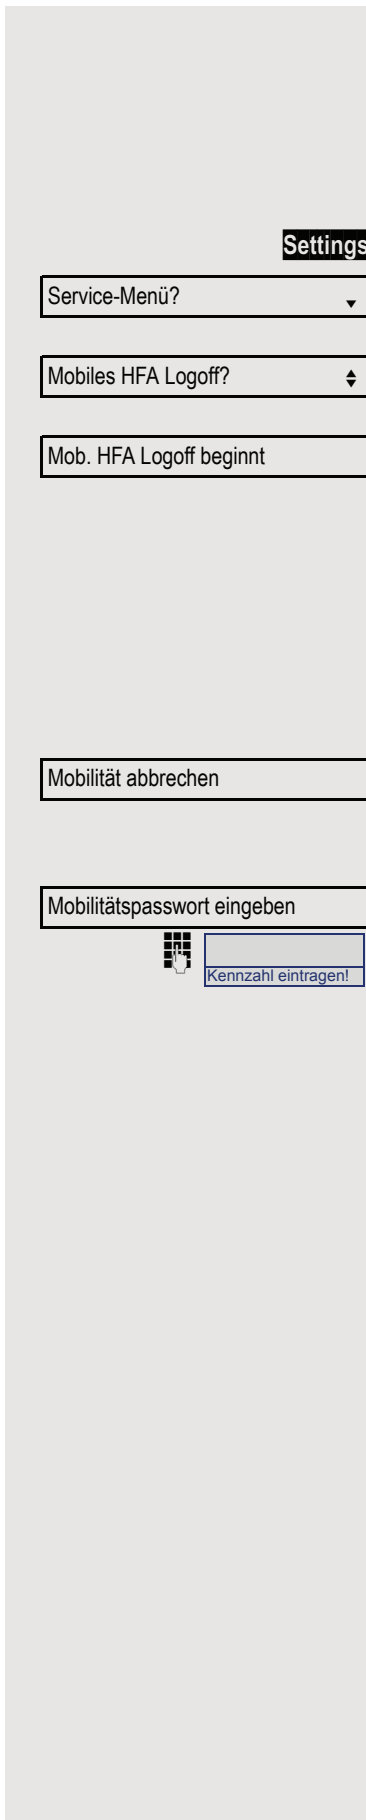 Settings
Service-Menü?
Mobiles HFA Logoff?
Mob. HFA Logoff beginnt
Mobilität abbrechen
Mobilitätspasswort eingeben
Kennzahl eintragen!